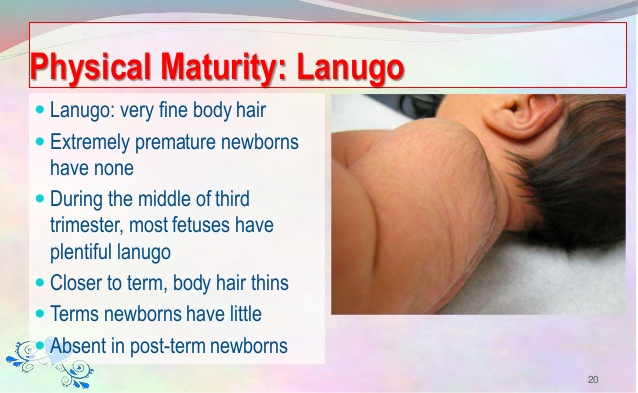 Physical Maturity: Lanugo
Lanugo: very fine body hair
Extremely premature newborns
have none
During the middle of third
trimester, most fetuses have
plentiful lanugo
Closer to term, body hair thins
Terms newborns have little
Absent in post-term newborns
20